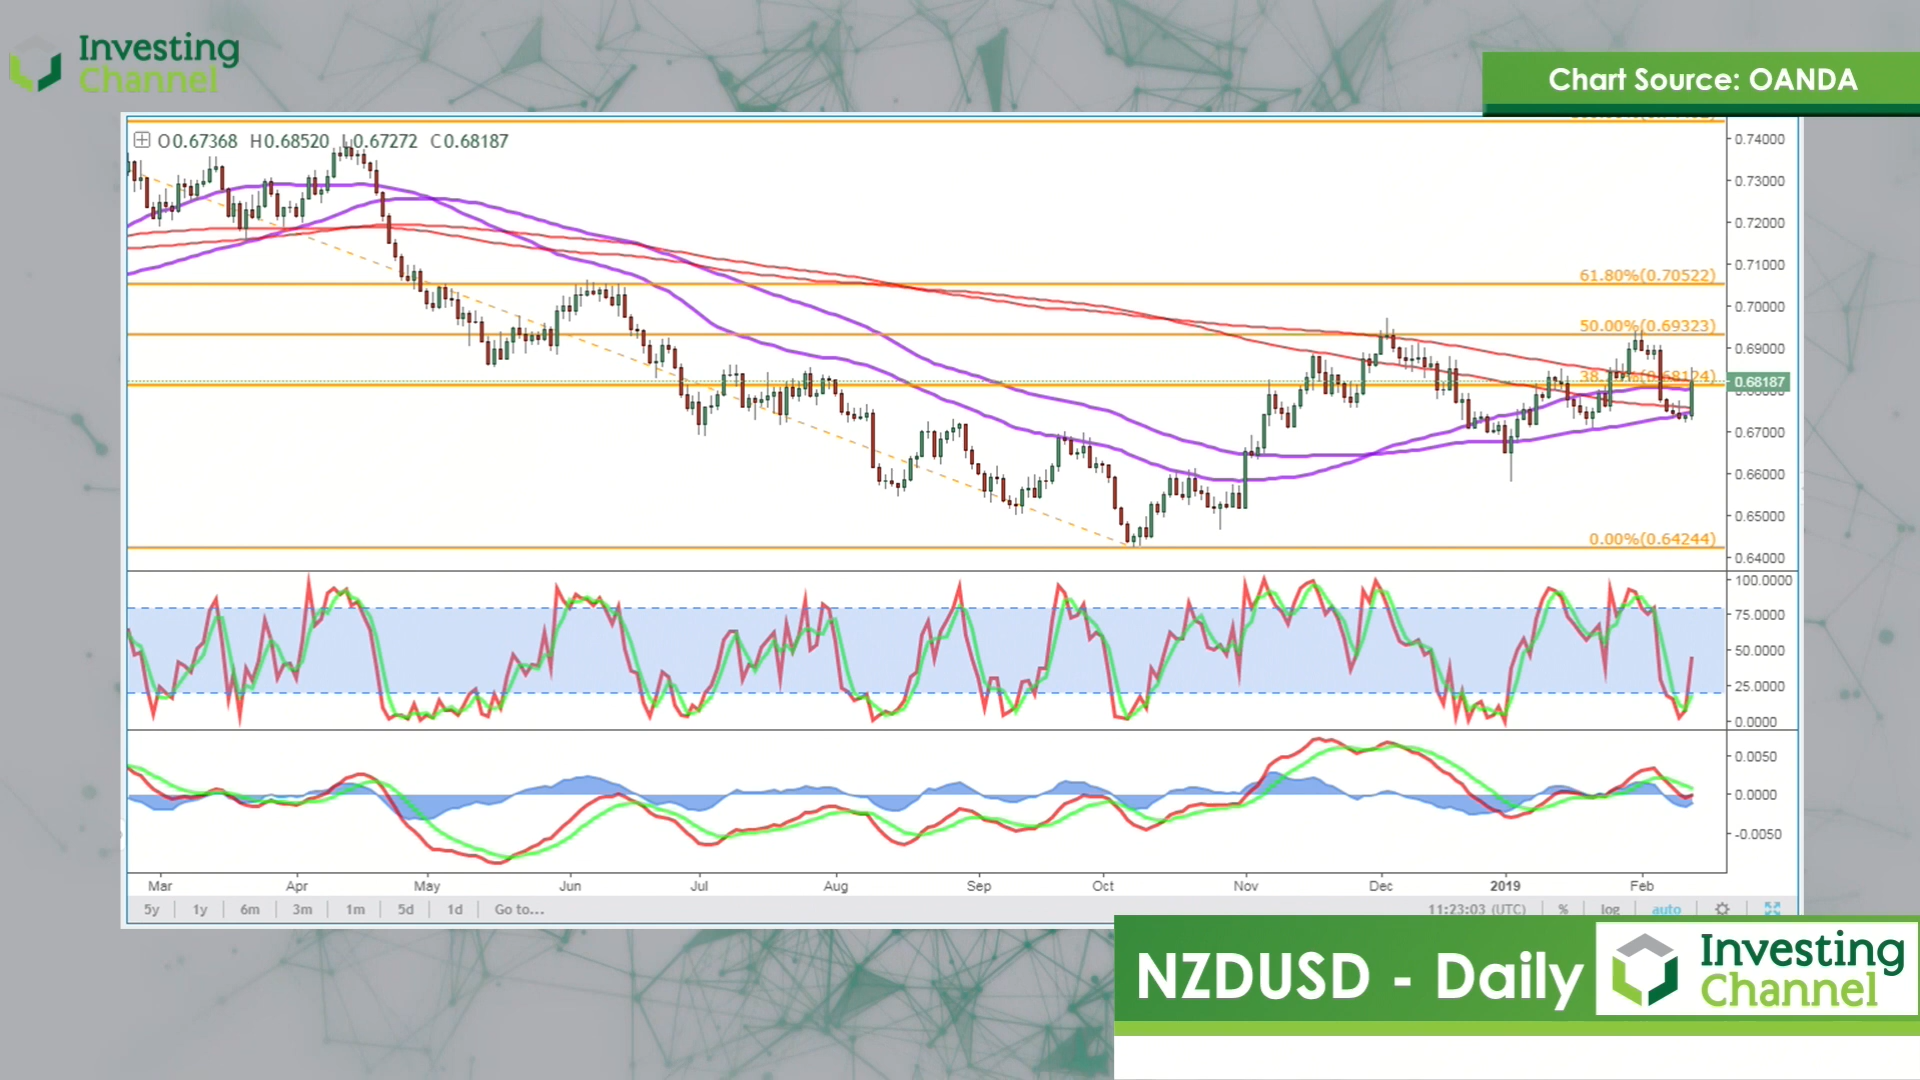 Investing
Channel
Chart Source: OANDA
O0.67368 H0.68520 L0.67272 C0.68187
0.74000
0.73000
0.72000
0.71000
61.80%(0.70522)
0.70000
50.00%(0.69323)
0.69000
0.68187
0.67000
0.66000
0.65000
0.00%(0.64244)
0.64000
100.0000
75.0000
50.0000
25.0000
0.0000
0.0050
0.0000
-0.0050
Mar Apr May Jun Jul Aug Sep Oct Nov Dec 2019 Feb
5y 1y 6m 3m 1m 5d 1d Go to... 11:23:03 (UTC) % log auto
NZDUSD - Daily
Investing
Channel